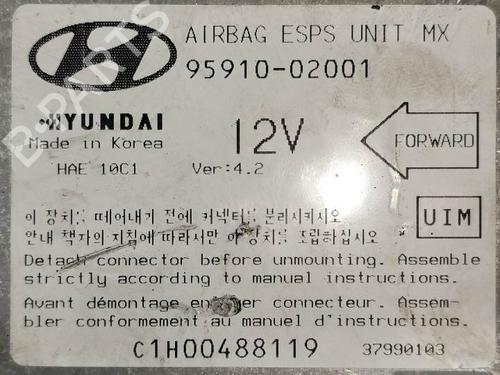 AIRBAG ESPS UNIT MX
95910-02001
HYUNDAI
Made in Korea
HAE 10C1
12V
Ver:4.2
FORWARD
이 장치를 떼어내기 전에 커넥터를 분리시키시오
안내 책자의 지침에 따라서만 이 장치를 조립하십시오
UIM
Detach connector before unmounting. Assemble
strictly according to manual instructions.
Avant démontage enlever connecteur. Assem-
bler conformement au manuel d'instructions.
C1H00488119
37990103
B-PARTS